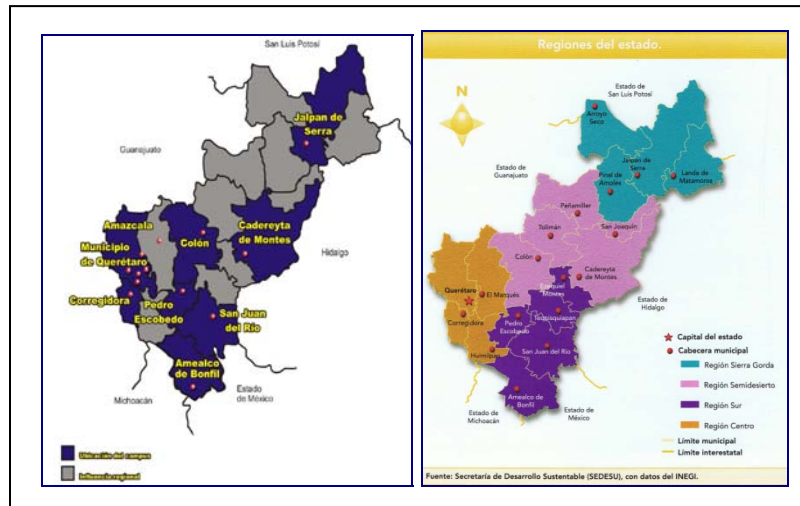 San Luis Potosí
Jalpan de
Serra
Guanajuato
Amazcala
Colón
Cadereyta
de Montes
Municipio
de Querétaro
Hidalgo
Corregidora
Pedro
Escobedo
San Juan
del Río
Amealco
de Bonfil
Michoacán
Estado
de México
Ubicación del campus
Influencia regional
Regiones del estado.
N
Estado de
San Luis Potosí
Arroyo
Seco
Jalpan de
Serra
Landa de
Matamoros
Pinal de
Amoles
Estado de
Guanajuato
Peñamiller
Tolimán
San Joaquín
Colón
Cadereyta
de Montes
Ezequiel
Montes
Estado de
Hidalgo
Querétaro
El Marqués
Tequisquiapan
Corregidora
Pedro
Escobedo
Huimilpan
San Juan del Río
Amealco de
Bonfil
Estado de
Michoacán
Estado de
México
Capital del estado
Cabecera municipal
Región Sierra Gorda
Región Semidesierto
Región Sur
Región Centro
Límite municipal
Límite interestatal
Fuente: Secretaría de Desarrollo Sustentable (SEDESU), con datos del INEGI.